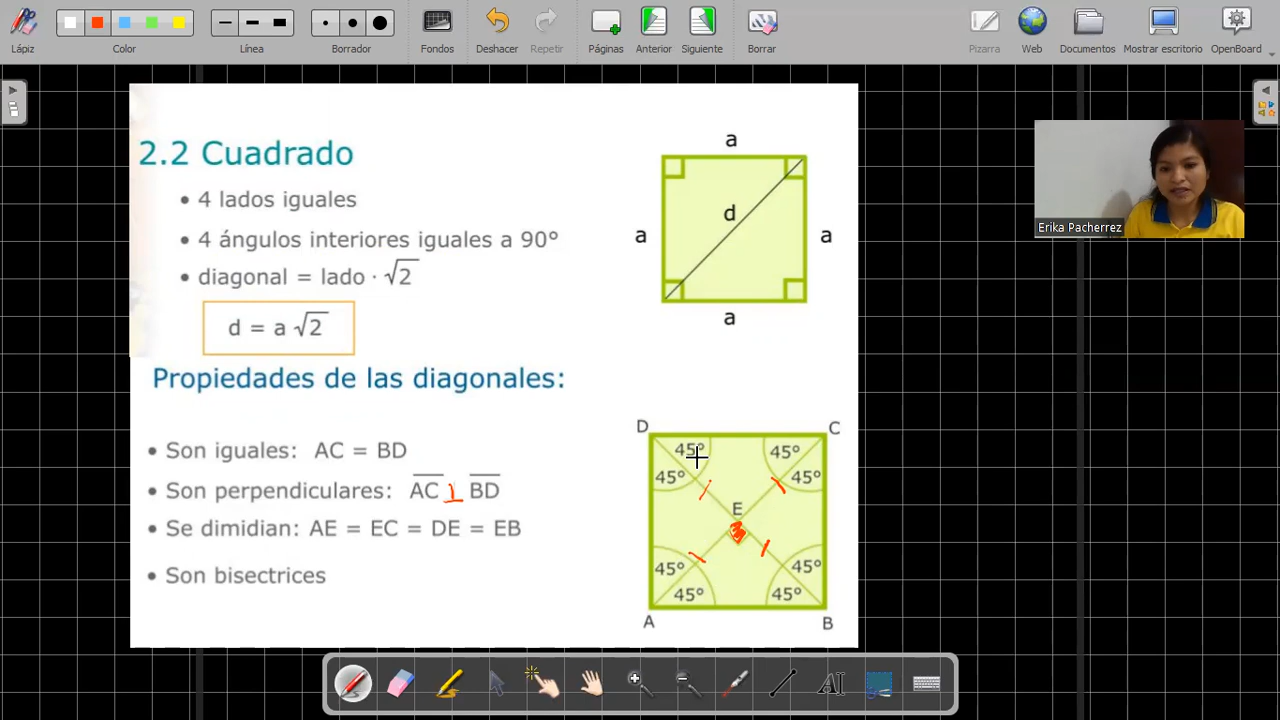 Lápiz
Color
Línea
Borrador
Fondos
Deshacer
Repetir
Páginas
Anterior
Siguiente
Borrar
Pizarra
Web
Documentos
Mostrar escritorio
OpenBoard
2.2 Cuadrado
• 4 lados iguales
• 4 ángulos interiores iguales a 90°
• diagonal = lado · √2
d = a √2
a
a
d
a
a
Propiedades de las diagonales:
• Son iguales: AC = BD
• Son perpendiculares: AC ⊥ BD
• Se dimidian: AE = EC = DE = EB
• Son bisectrices
D
C
45°
45°
45°
45°
E
45°
45°
45°
45°
A
B
Erika Pacherrez
AI